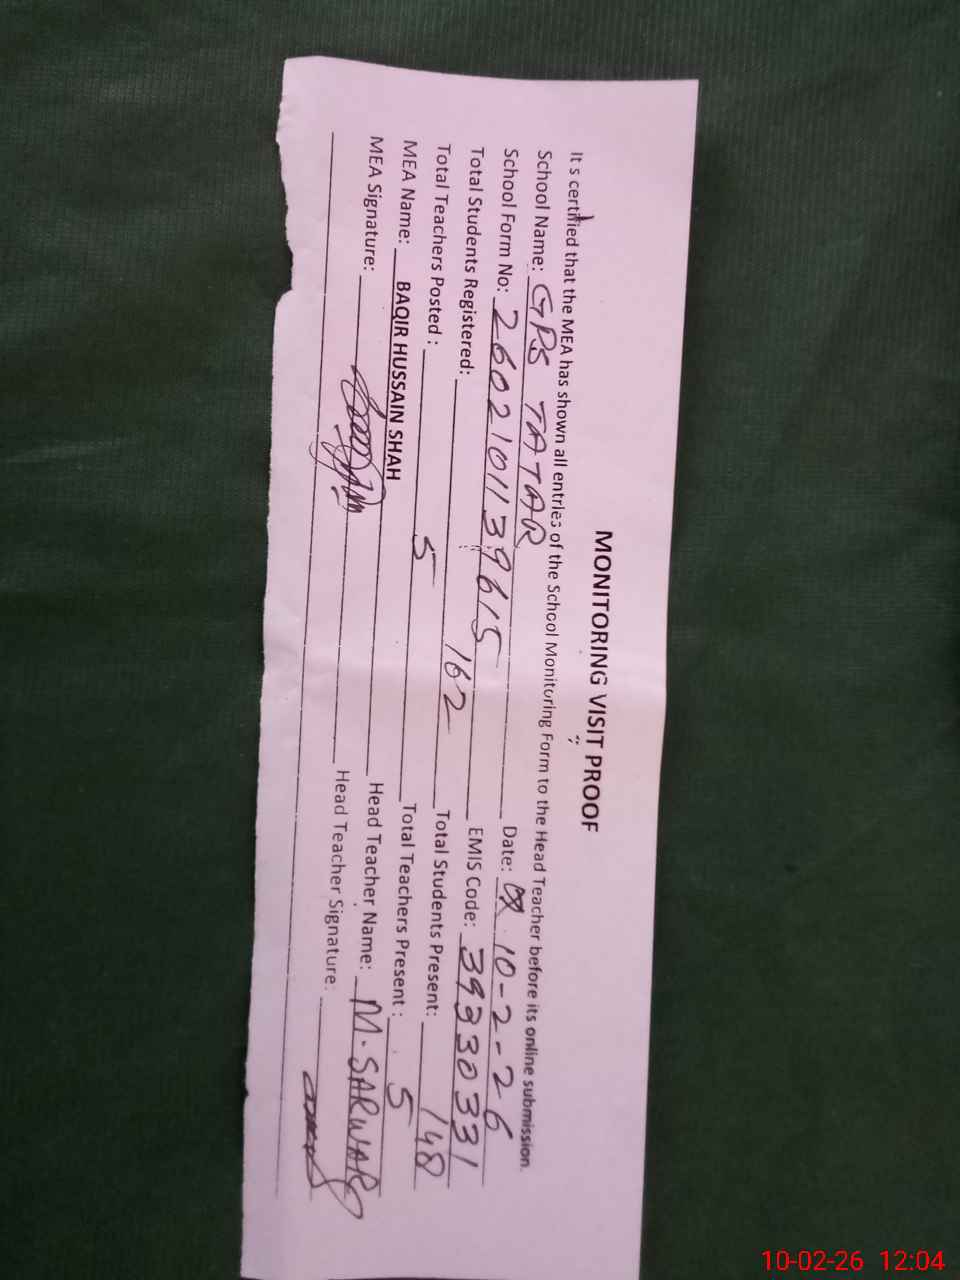 MONITORING VISIT PROOF
It s certified that the MEA has shown all entries of the School Monitoring Form to the Head Teacher before its online submission.
School Name: GPS TATAR Date: 10-2-26
School Form No: 2602101139615 EMIS Code: 39330331
Total Students Registered: 162 Total Students Present: 148
Total Teachers Posted : 5 Total Teachers Present : 5
MEA Name: BAQIR HUSSAIN SHAH Head Teacher Name: M. SARWAR
MEA Signature: Head Teacher Signature:
10-02-26 12:04